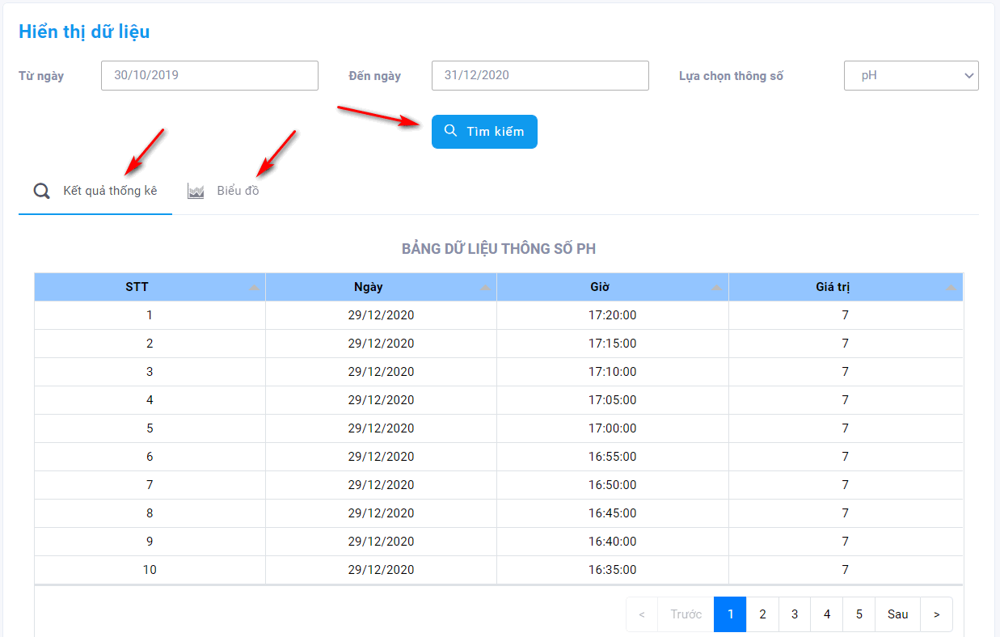 Hiển thị dữ liệu
Từ ngày 30/10/2019 Đến ngày 31/12/2020 Lựa chọn thông số pH
Tìm kiếm
Kết quả thống kê Biểu đồ
BẢNG DỮ LIỆU THÔNG SỐ PH
STT Ngày Giờ Giá trị
1 29/12/2020 17:20:00 7
2 29/12/2020 17:15:00 7
3 29/12/2020 17:10:00 7
4 29/12/2020 17:05:00 7
5 29/12/2020 17:00:00 7
6 29/12/2020 16:55:00 7
7 29/12/2020 16:50:00 7
8 29/12/2020 16:45:00 7
9 29/12/2020 16:40:00 7
10 29/12/2020 16:35:00 7
< Trước 1 2 3 4 5 Sau >